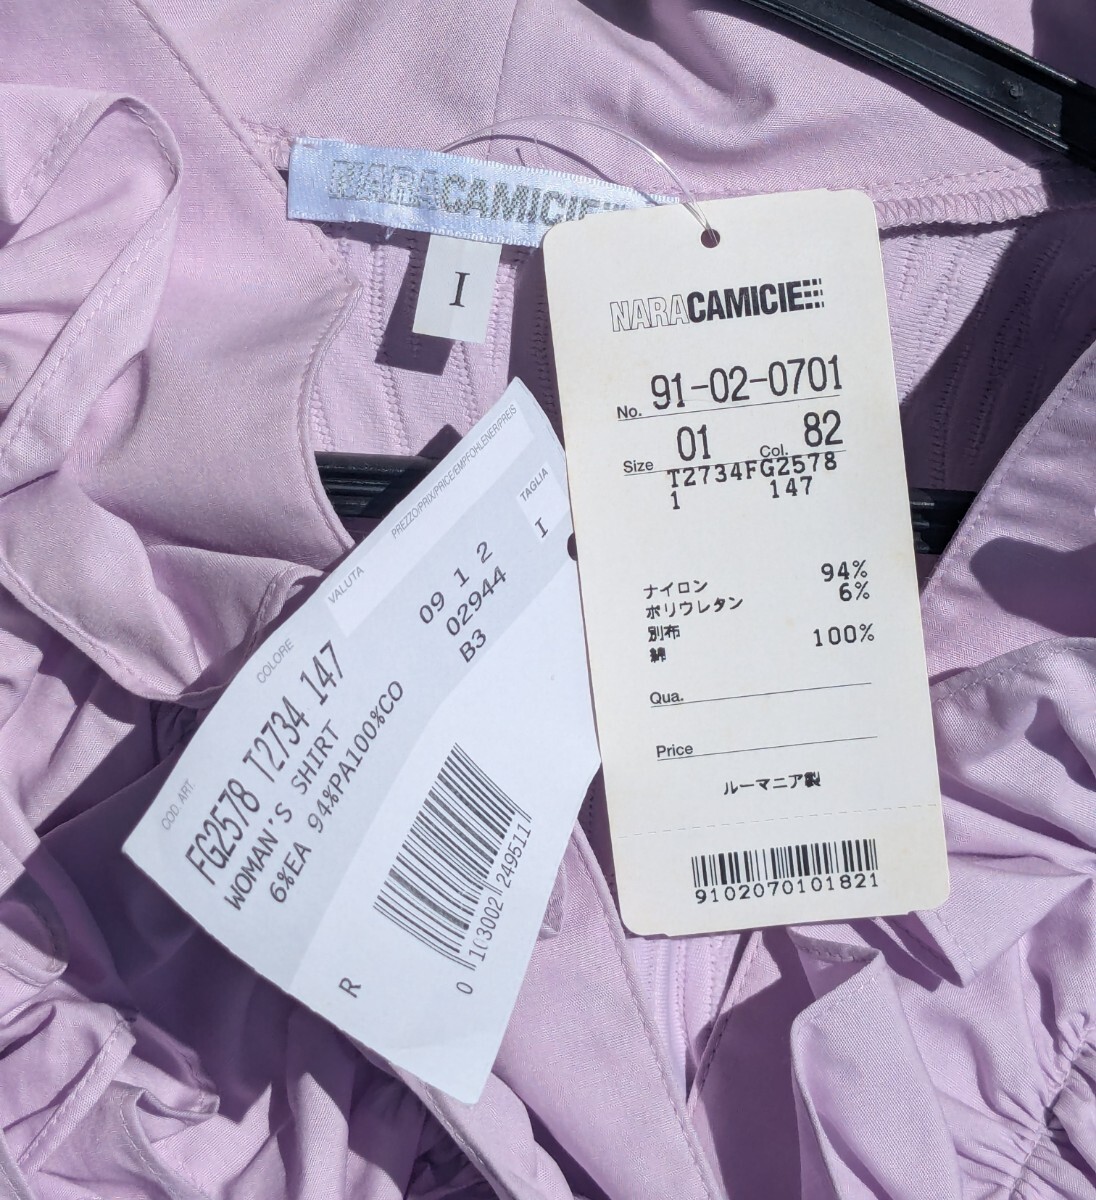 NARACAMICIE
I
NARACAMICIE
No. 91-02-0701
Size 01 Col. 82
T2734FG2578
1 147
ナイロン 94%
ポリウレタン 6%
別布
綿 100%
Qua.
Price
ルーマニア製
9102070101821
VALUTA PREZZO/PRIX/PRICE/EMPFOHLENER/PREIS
TAGLIA
I
COD. ART. COLORE
FG2578 T2734 147
09 1 2
WOMAN'S SHIRT
02944
6%EA 94%PA100%CO
B3
R
0 103002 249511